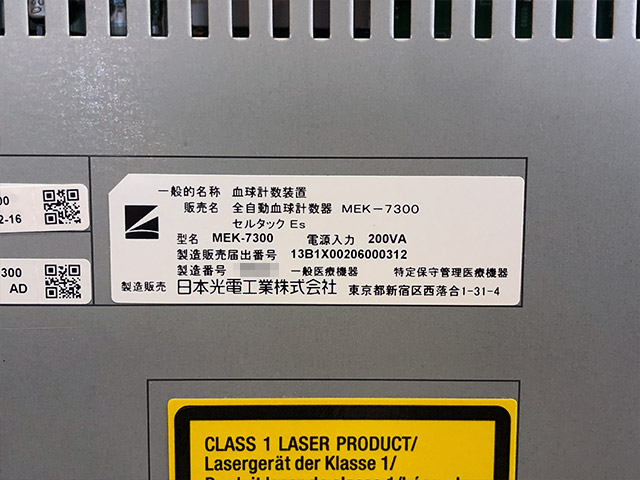 00
2-16
300
AD
一般的名称 血球計数装置
販売名 全自動血球計数器 MEK-7300
セルタック Es
型名 MEK-7300 電源入力 200VA
製造販売届出番号 13B1X00206000312
製造番号 一般医療機器 特定保守管理医療機器
製造販売 日本光電工業株式会社 東京都新宿区西落合1-31-4
CLASS 1 LASER PRODUCT/
Lasergerät der Klasse 1/